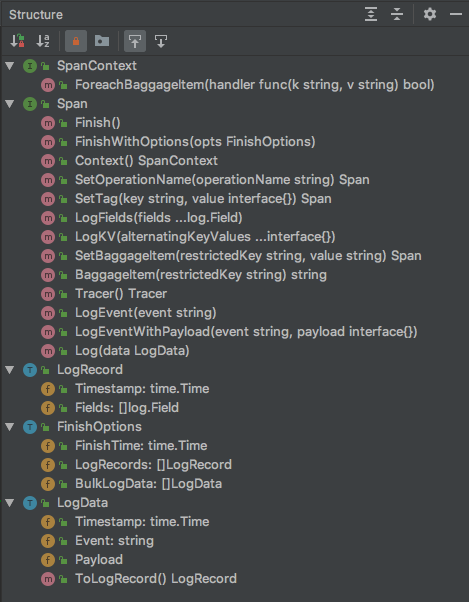 Structure
SpanContext
ForeachBaggageItem(handler func(k string, v string) bool)
Span
Finish()
FinishWithOptions(opts FinishOptions)
Context() SpanContext
SetOperationName(operationName string) Span
SetTag(key string, value interface{}) Span
LogFields(fields ...log.Field)
LogKV(alternatingKeyValues ...interface{})
SetBaggageItem(restrictedKey string, value string) Span
BaggageItem(restrictedKey string) string
Tracer() Tracer
LogEvent(event string)
LogEventWithPayload(event string, payload interface{})
Log(data LogData)
LogRecord
Timestamp: time.Time
Fields: []log.Field
FinishOptions
FinishTime: time.Time
LogRecords: []LogRecord
BulkLogData: []LogData
LogData
Timestamp: time.Time
Event: string
Payload
ToLogRecord() LogRecord